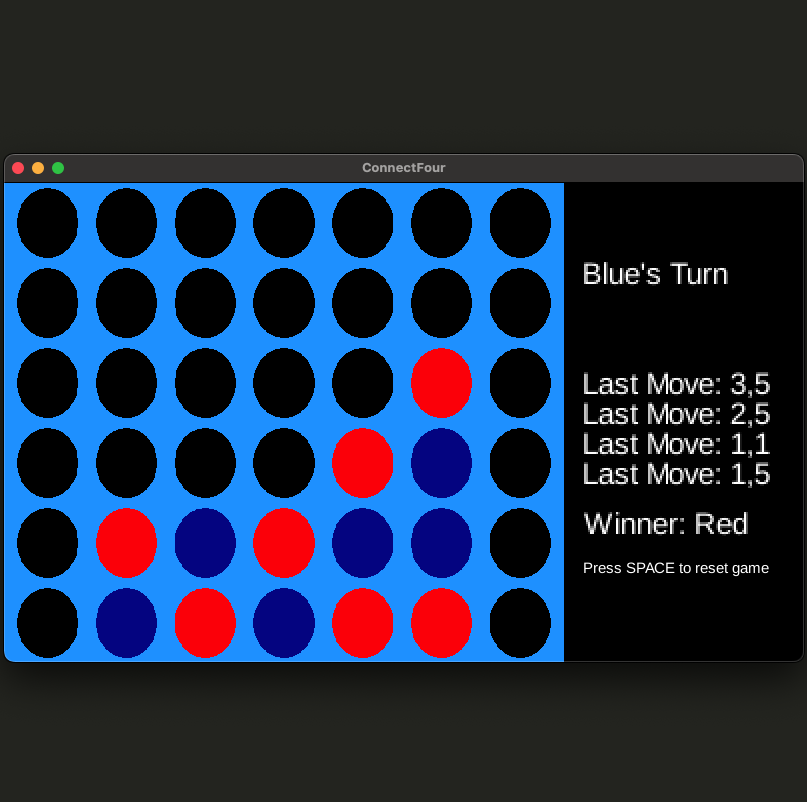 ConnectFour
Blue's Turn
Last Move: 3,5
Last Move: 2,5
Last Move: 1,1
Last Move: 1,5
Winner: Red
Press SPACE to reset game